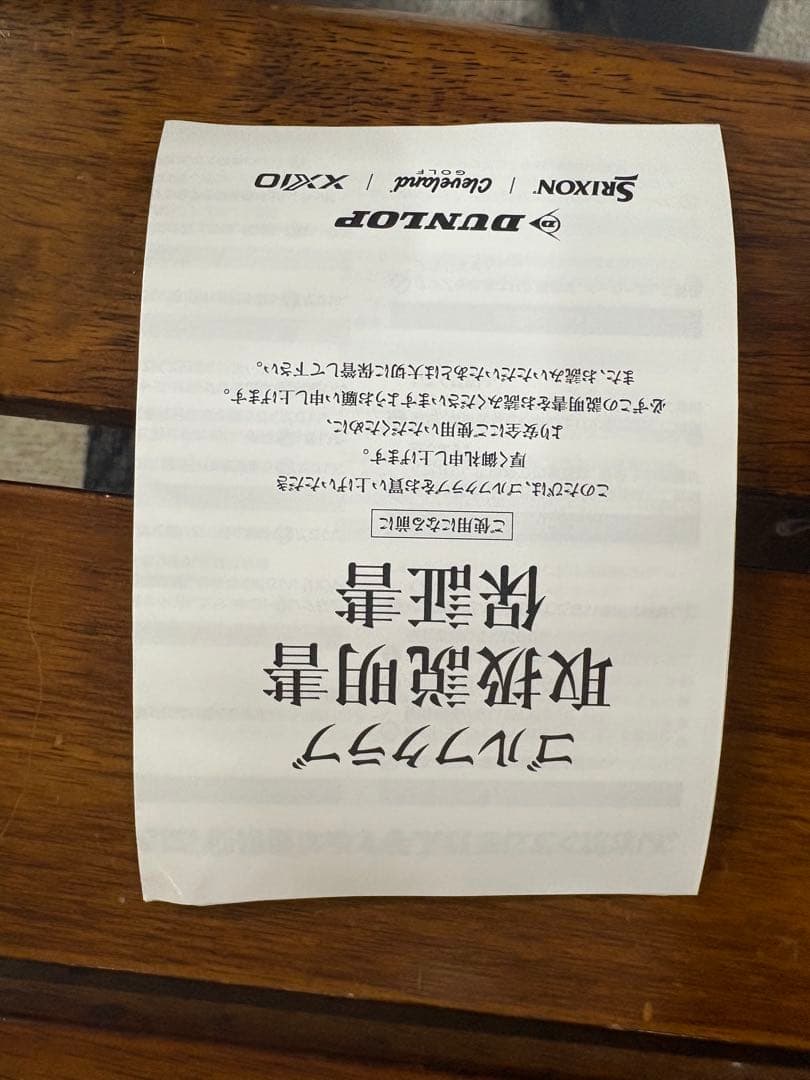 ゴルフクラブ
取扱説明書
保証書
ご使用になる前に
このたびは、ゴルフクラブをお買い上げいただき
厚く御礼申し上げます。
より安全にご使用いただくために、
必ずこの説明書をお読みくださいますようお願い申し上げます。
また、お読みいただいたあとは大切に保管して下さい。
DUNLOP
SRIXON | Cleveland GOLF | XXIO